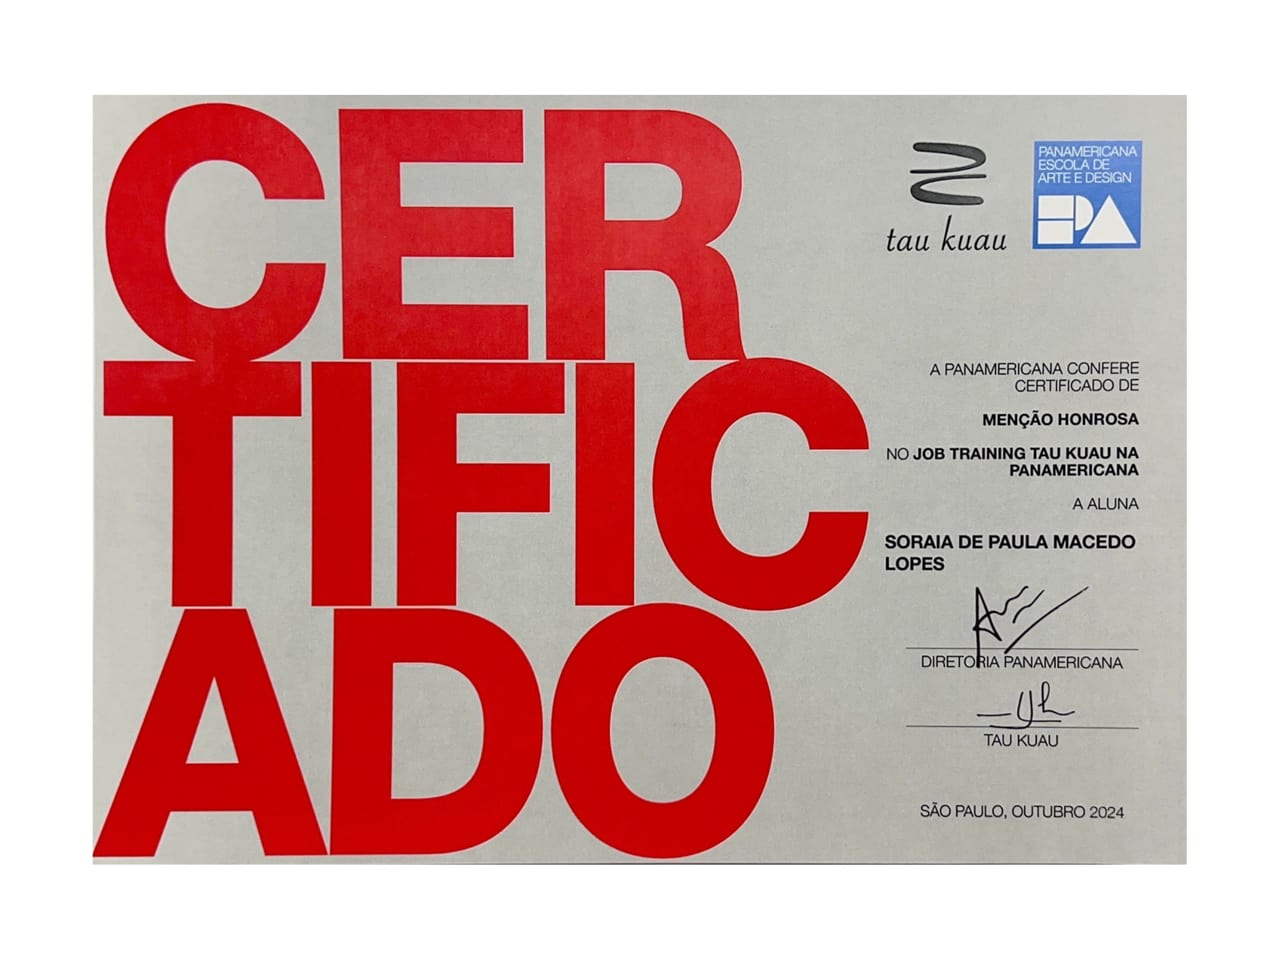 CER
TIFIC
ADO
tau kuau
PANAMERICANA
ESCOLA DE
ARTE E DESIGN
A PANAMERICANA CONFERE
CERTIFICADO DE
MENÇÃO HONROSA
NO JOB TRAINING TAU KUAU NA
PANAMERICANA
A ALUNA
SORAIA DE PAULA MACEDO
LOPES
DIRETORIA PANAMERICANA
TAU KUAU
SÃO PAULO, OUTUBRO 2024